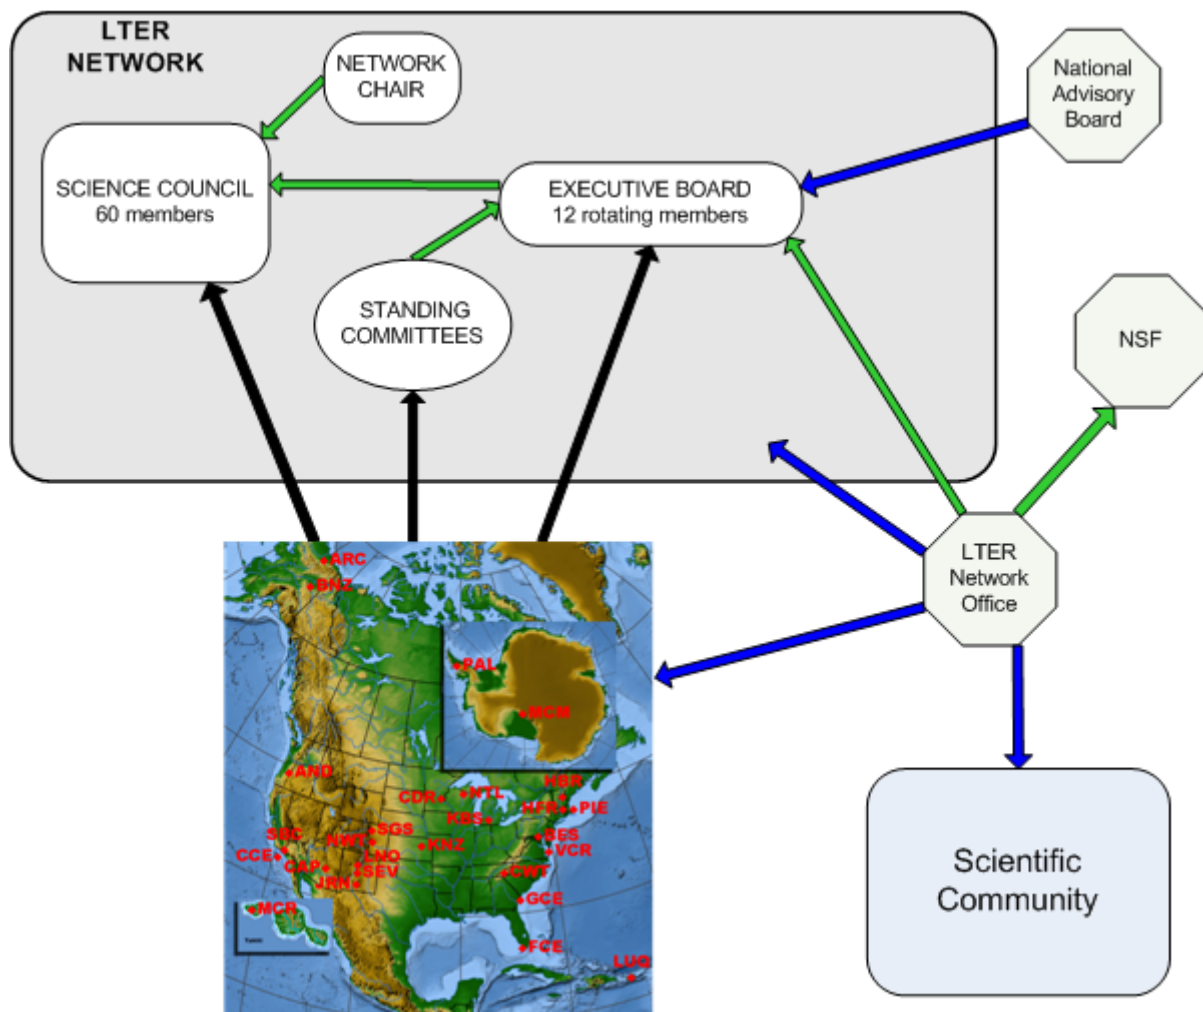 LTER
NETWORK
NETWORK
CHAIR
National
Advisory
Board
SCIENCE COUNCIL
60 members
EXECUTIVE BOARD
12 rotating members
STANDING
COMMITTEES
NSF
LTER
Network
Office
ARC
BNZ
PAL
MCM
AND
HBR
CDR
NTL
HFR
PIE
KBS
SGS
BES
SBC
NWT
KNZ
VCR
CCE
LNO
CAP
SEV
CWT
JRN
GCE
MCR
FCE
LUQ
Scientific
Community